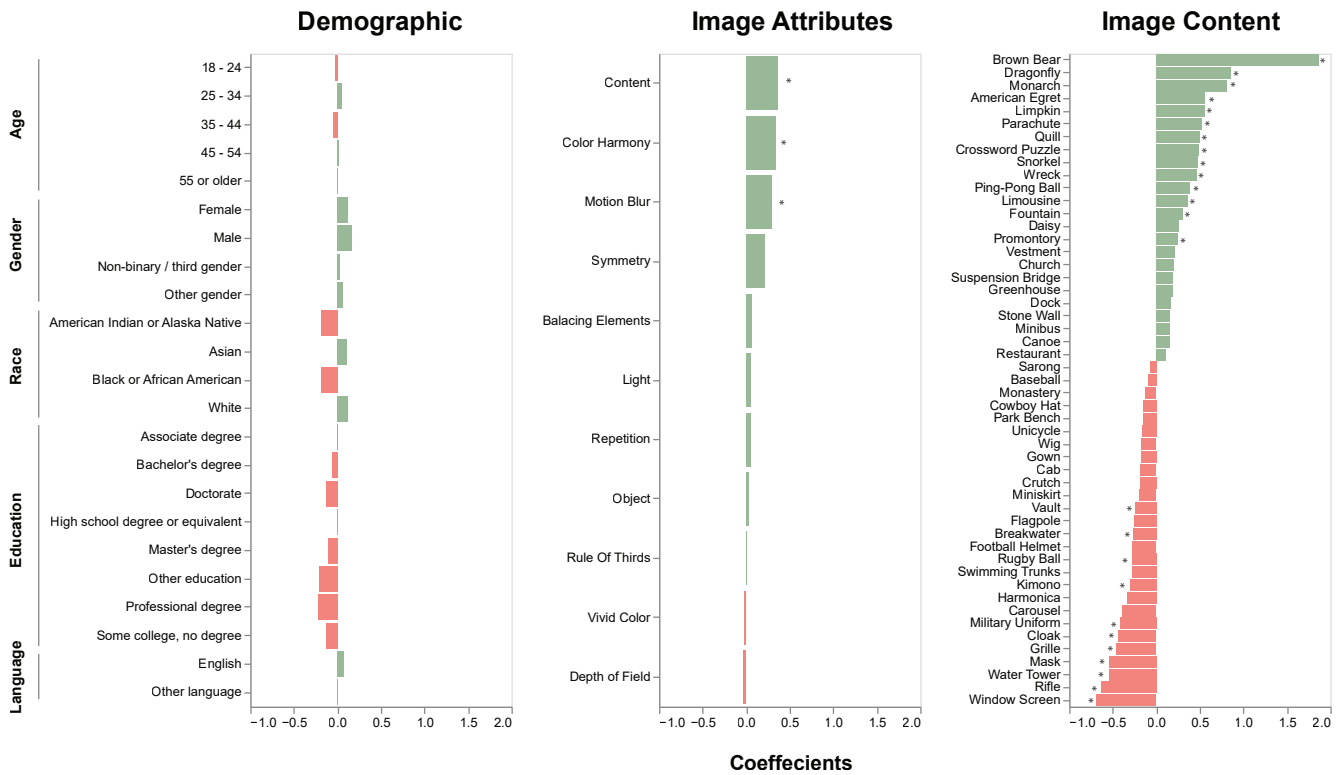 Demographic
Age
18 - 24
25 - 34
35 - 44
45 - 54
55 or older
Gender
Female
Male
Non-binary / third gender
Other gender
Race
American Indian or Alaska Native
Asian
Black or African American
White
Education
Associate degree
Bachelor's degree
Doctorate
High school degree or equivalent
Master's degree
Other education
Professional degree
Some college, no degree
Language
English
Other language
−1.0 −0.5 0.0 0.5 1.0 1.5 2.0
Image Attributes
Content *
Color Harmony *
Motion Blur *
Symmetry
Balacing Elements
Light
Repetition
Object
Rule Of Thirds
Vivid Color
Depth of Field
−1.0 −0.5 0.0 0.5 1.0 1.5 2.0
Coeffecients
Image Content
Brown Bear *
Dragonfly *
Monarch *
American Egret *
Limpkin *
Parachute *
Quill *
Crossword Puzzle *
Snorkel *
Wreck *
Ping-Pong Ball *
Limousine *
Fountain *
Daisy
Promontory *
Vestment
Church
Suspension Bridge
Greenhouse
Dock
Stone Wall
Minibus
Canoe
Restaurant
Sarong
Baseball
Monastery
Cowboy Hat
Park Bench
Unicycle
Wig
Gown
Cab
Crutch
Miniskirt
Vault *
Flagpole
Breakwater *
Football Helmet
Rugby Ball *
Swimming Trunks
Kimono *
Harmonica
Carousel
Military Uniform *
Cloak *
Grille *
Mask *
Water Tower *
Rifle *
Window Screen *
−1.0 −0.5 0.0 0.5 1.0 1.5 2.0